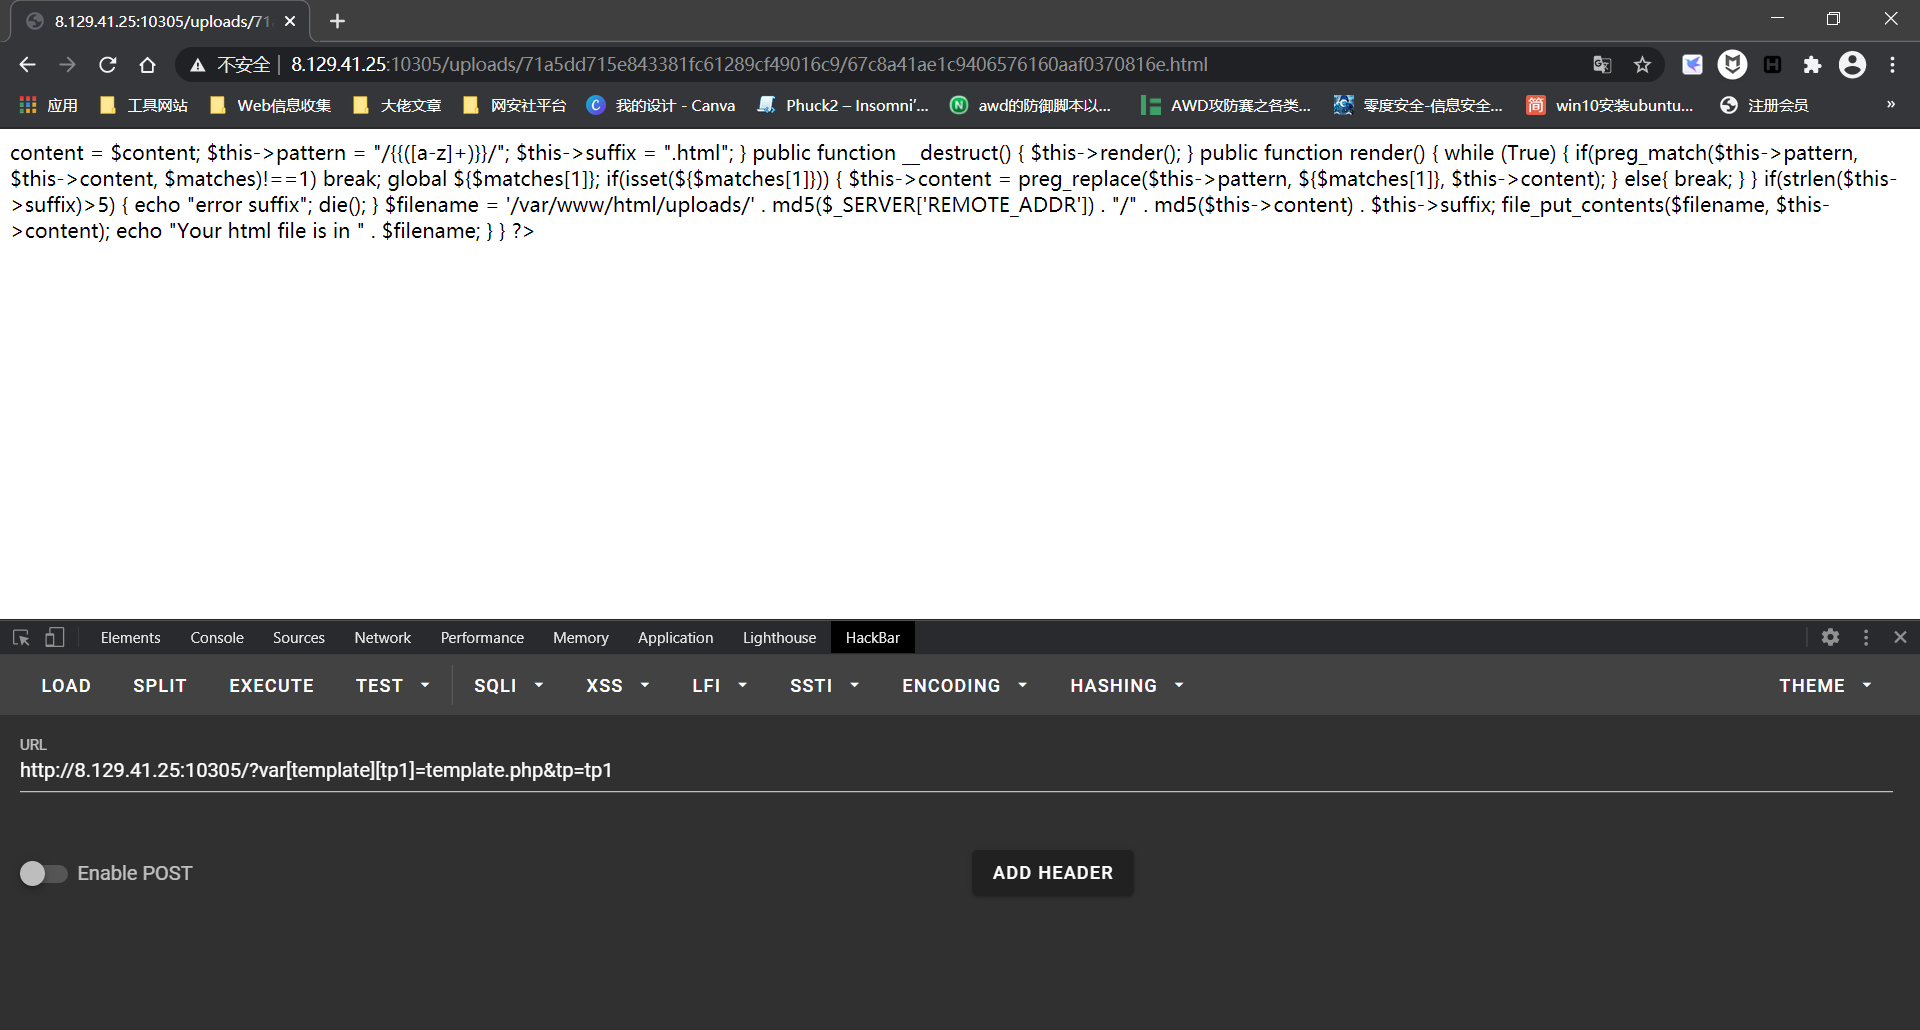 8.129.41.25:10305/uploads/71a
不安全 | 8.129.41.25:10305/uploads/71a5dd715e843381fc61289cf49016c9/67c8a41ae1c9406576160aaf0370816e.html
应用 工具网站 Web信息收集 大佬文章 网安社平台 我的设计 - Canva Phuck2 – Insomni'... awd的防御脚本以... AWD攻防赛之各类... 零度安全-信息安全... win10安装ubuntu... 注册会员 »
content = $content; $this->pattern = "/{{([a-z]+)}}/"; $this->suffix = ".html"; } public function __destruct() { $this->render(); } public function render() { while (True) { if(preg_match($this->pattern,
$this->content, $matches)!==1) break; global ${$matches[1]}; if(isset(${$matches[1]})) { $this->content = preg_replace($this->pattern, ${$matches[1]}, $this->content); } else{ break; } } if(strlen($this-
>suffix)>5) { echo "error suffix"; die(); } $filename = '/var/www/html/uploads/' . md5($_SERVER['REMOTE_ADDR']) . "/" . md5($this->content) . $this->suffix; file_put_contents($filename, $this-
>content); echo "Your html file is in " . $filename; } } ?>
Elements Console Sources Network Performance Memory Application Lighthouse HackBar
LOAD SPLIT EXECUTE TEST SQLI XSS LFI SSTI ENCODING HASHING THEME
URL
http://8.129.41.25:10305/?var[template][tp1]=template.php&tp=tp1
Enable POST ADD HEADER